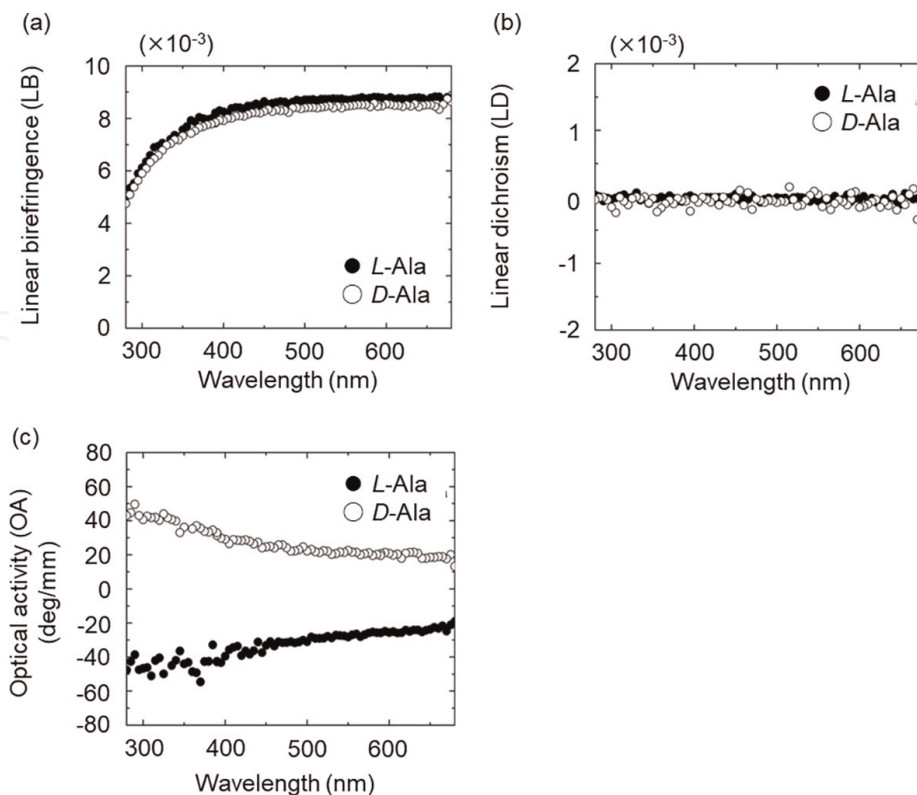 (a)
(×10⁻³)
10
8
6
4
2
0
300 400 500 600
Linear birefringence (LB)
Wavelength (nm)
L-Ala
D-Ala
(b)
(×10⁻³)
2
1
0
-1
-2
300 400 500 600
Linear dichroism (LD)
Wavelength (nm)
L-Ala
D-Ala
(c)
80
60
40
20
0
-20
-40
-60
-80
300 400 500 600
Optical activity (OA)
(deg/mm)
Wavelength (nm)
L-Ala
D-Ala